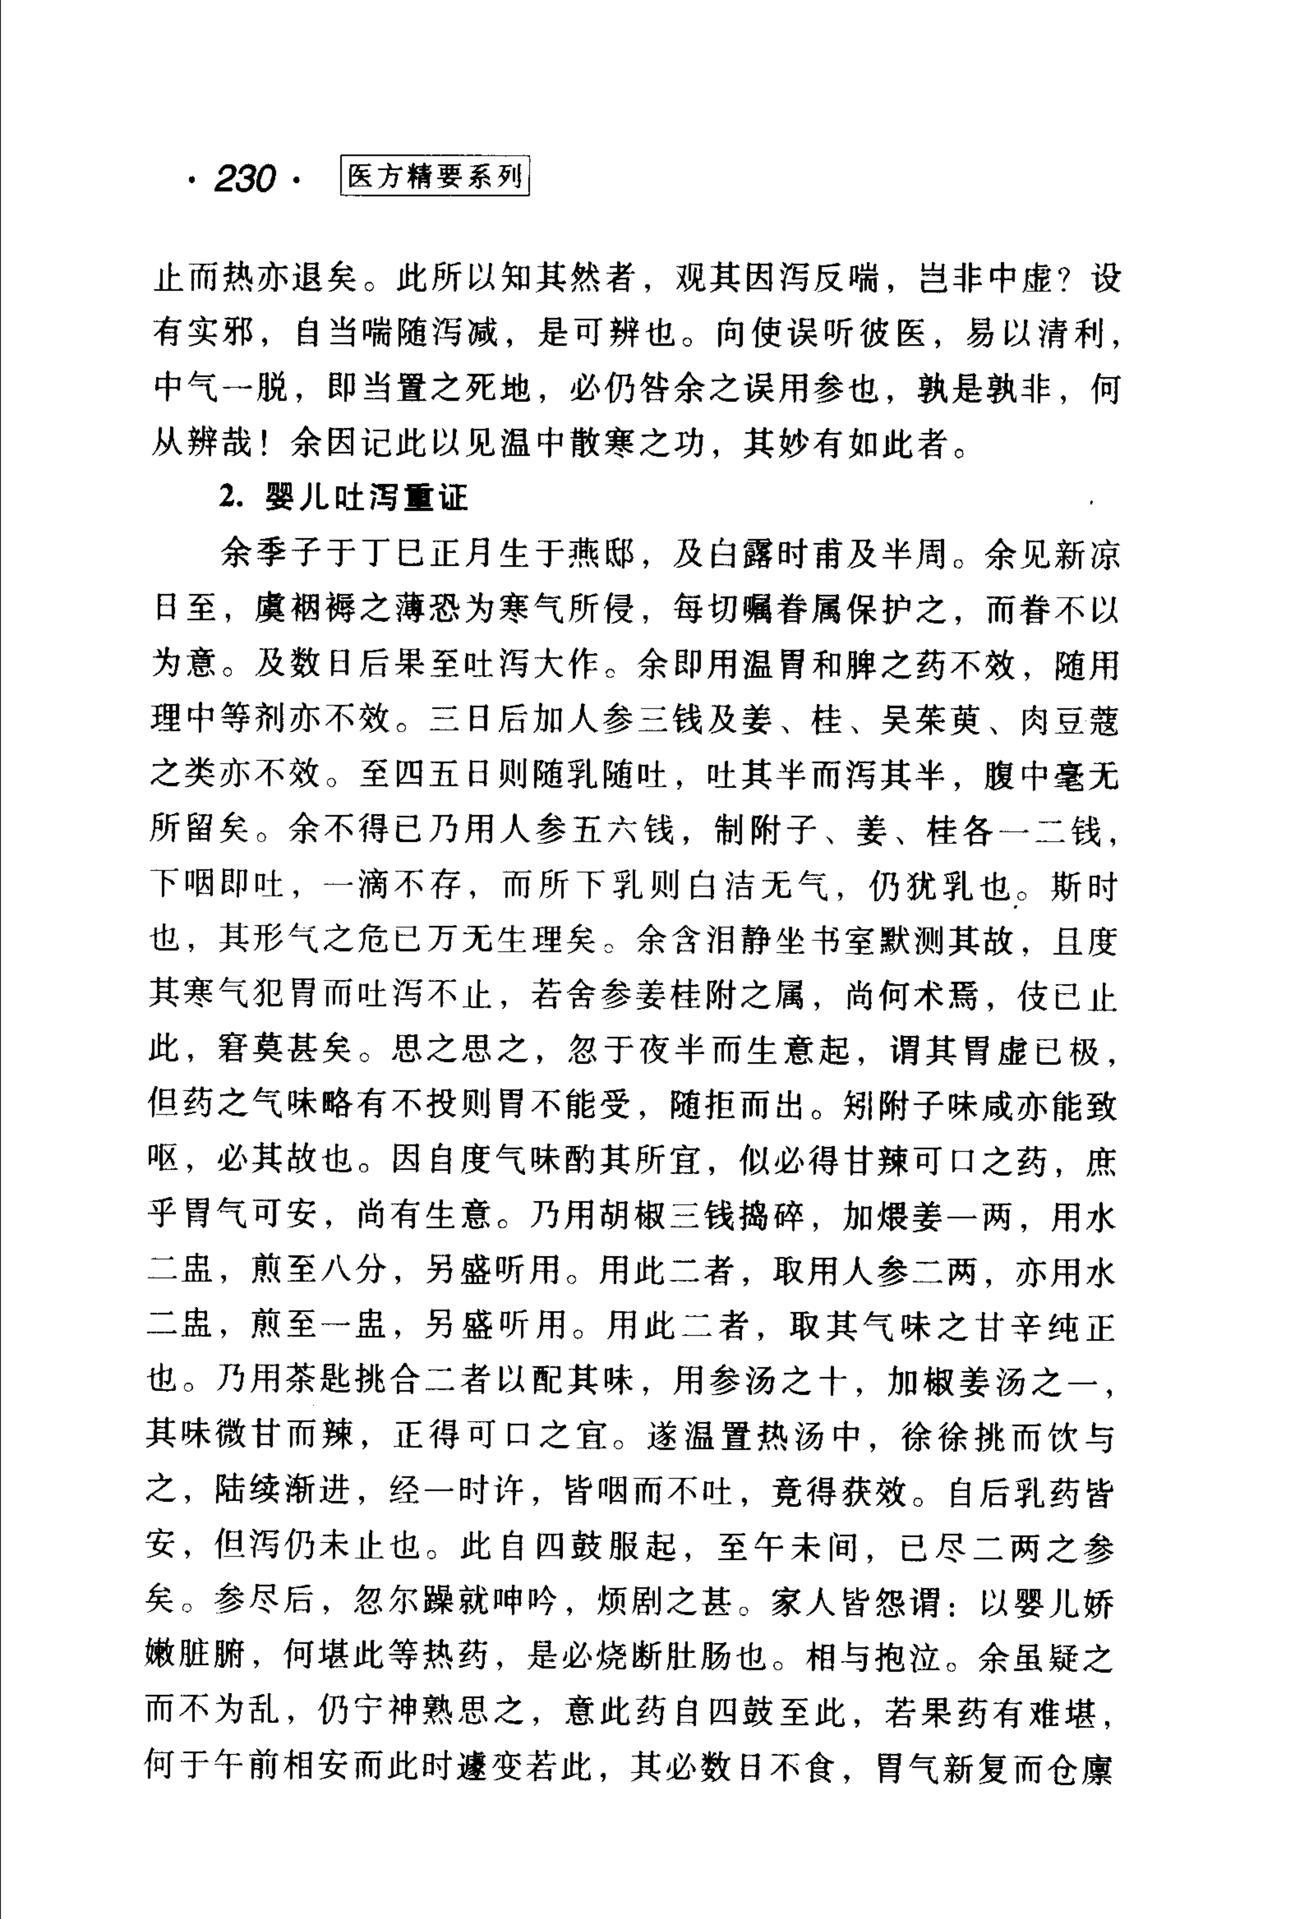 · 230 · 医方精要系列
止而热亦退矣。此所以知其然者，观其因泻反喘，岂非中虚？设
有实邪，自当喘随泻减，是可辨也。向使误听彼医，易以清利，
中气一脱，即当置之死地，必仍咎余之误用参也，孰是孰非，何
从辨哉！余因记此以见温中散寒之功，其妙有如此者。
2. 婴儿吐泻重证
余季子于丁巳正月生于燕邸，及白露时甫及半周。余见新凉
日至，虞裀褥之薄恐为寒气所侵，每切嘱眷属保护之，而眷不以
为意。及数日后果至吐泻大作。余即用温胃和脾之药不效，随用
理中等剂亦不效。三日后加人参三钱及姜、桂、吴茱萸、肉豆蔻
之类亦不效。至四五日则随乳随吐，吐其半而泻其半，腹中毫无
所留矣。余不得已乃用人参五六钱，制附子、姜、桂各一二钱，
下咽即吐，一滴不存，而所下乳则白洁无气，仍犹乳也。斯时
也，其形气之危已万无生理矣。余含泪静坐书室默测其故，且度
其寒气犯胃而吐泻不止，若舍参姜桂附之属，尚何术焉，伎已止
此，窘莫甚矣。思之思之，忽于夜半而生意起，谓其胃虚已极，
但药之气味略有不投则胃不能受，随拒而出。矧附子味咸亦能致
呕，必其故也。因自度气味酌其所宜，似必得甘辣可口之药，庶
乎胃气可安，尚有生意。乃用胡椒三钱捣碎，加煨姜一两，用水
二盅，煎至八分，另盛听用。用此二者，取用人参二两，亦用水
二盅，煎至一盅，另盛听用。用此二者，取其气味之甘辛纯正
也。乃用茶匙挑合二者以配其味，用参汤之十，加椒姜汤之一，
其味微甘而辣，正得可口之宜。遂温置热汤中，徐徐挑而饮与
之，陆续渐进，经一时许，皆咽而不吐，竟得获效。自后乳药皆
安，但泻仍未止也。此自四鼓服起，至午未间，已尽二两之参
矣。参尽后，忽尔躁就呻吟，烦剧之甚。家人皆怨谓：以婴儿娇
嫩脏腑，何堪此等热药，是必烧断肚肠也。相与抱泣。余虽疑之
而不为乱，仍宁神熟思之，意此药自四鼓至此，若果药有难堪，
何于午前相安而此时遽变若此，其必数日不食，胃气新复而仓廪